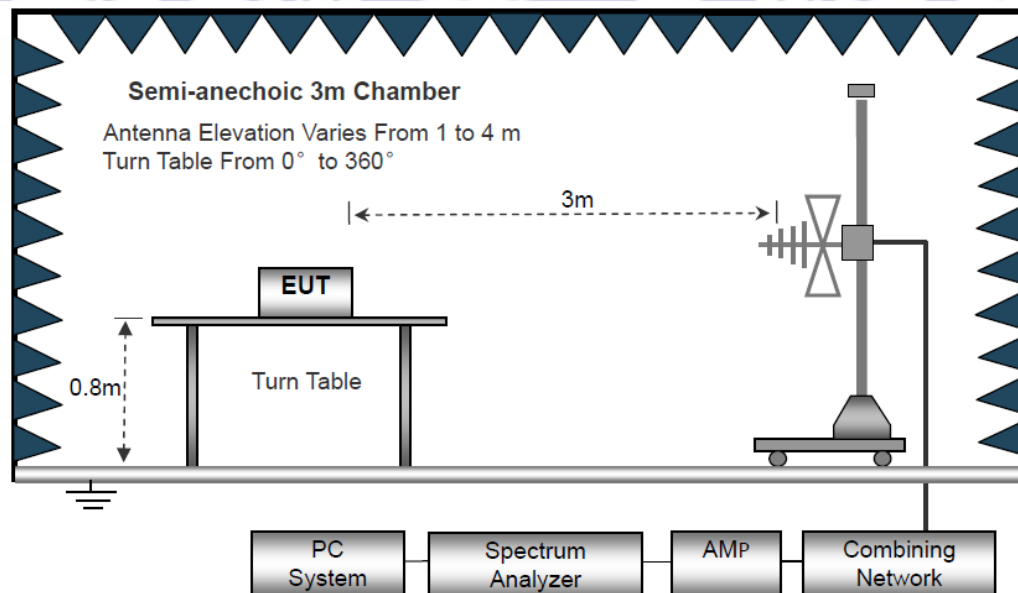 Semi-anechoic 3m Chamber
Antenna Elevation Varies From 1 to 4 m
Turn Table From 0° to 360°
3m
EUT
0.8m
Turn Table
PC
System
Spectrum
Analyzer
AMP
Combining
Network